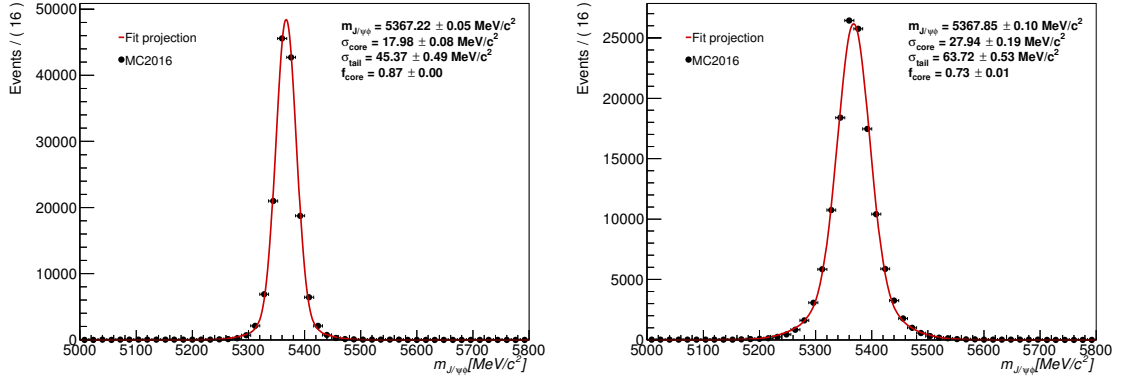 Events / ( 16 )
50000
40000
30000
20000
10000
0
Fit projection
MC2016
m_{J/ψϕ} = 5367.22 ± 0.05 MeV/c²
σ_core = 17.98 ± 0.08 MeV/c²
σ_tail = 45.37 ± 0.49 MeV/c²
f_core = 0.87 ± 0.00
5000 5100 5200 5300 5400 5500 5600 5700 5800
m_{J/ψϕ}[MeV/c²]
Events / ( 16 )
25000
20000
15000
10000
5000
0
Fit projection
MC2016
m_{J/ψϕ} = 5367.85 ± 0.10 MeV/c²
σ_core = 27.94 ± 0.19 MeV/c²
σ_tail = 63.72 ± 0.53 MeV/c²
f_core = 0.73 ± 0.01
5000 5100 5200 5300 5400 5500 5600 5700 5800
m_{J/ψϕ}[MeV/c²]